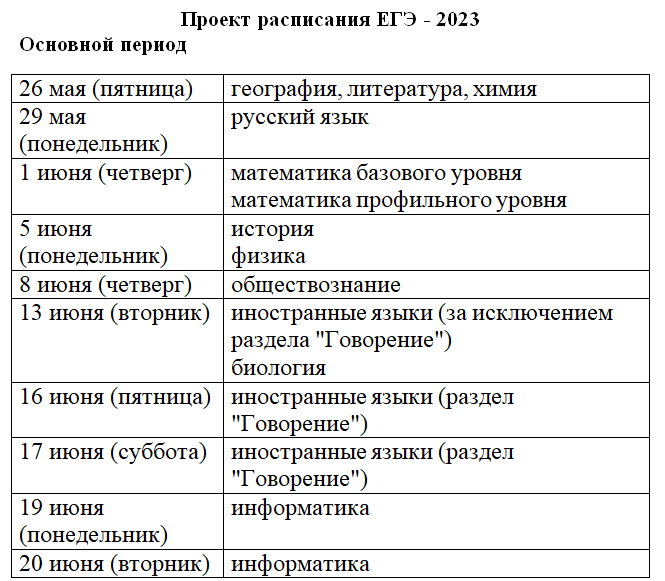 Проект расписания ЕГЭ - 2023
Основной период
26 мая (пятница) география, литература, химия
29 мая русский язык
(понедельник)
1 июня (четверг) математика базового уровня
математика профильного уровня
5 июня история
(понедельник) физика
8 июня (четверг) обществознание
13 июня (вторник) иностранные языки (за исключением
раздела "Говорение")
биология
16 июня (пятница) иностранные языки (раздел
"Говорение")
17 июня (суббота) иностранные языки (раздел
"Говорение")
19 июня информатика
(понедельник)
20 июня (вторник) информатика